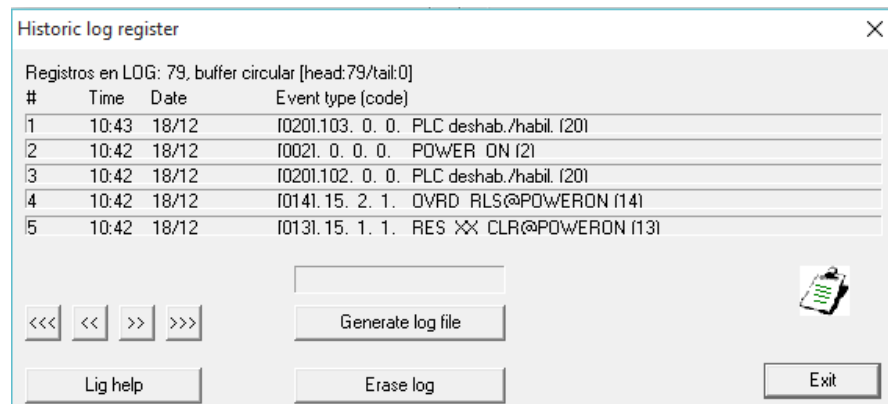 Historic log register
Registros en LOG: 79, buffer circular [head:79/tail:0]
# Time Date Event type (code)
1 10:43 18/12 [020].103. 0. 0. PLC deshab./habil. (20)
2 10:42 18/12 [002]. 0. 0. 0. POWER ON (2)
3 10:42 18/12 [020].102. 0. 0. PLC deshab./habil. (20)
4 10:42 18/12 [014]. 15. 2. 1. OVRD RLS@POWERON (14)
5 10:42 18/12 [013]. 15. 1. 1. RES XX CLR@POWERON (13)
<<< << >> >>> Generate log file
Lig help Erase log Exit